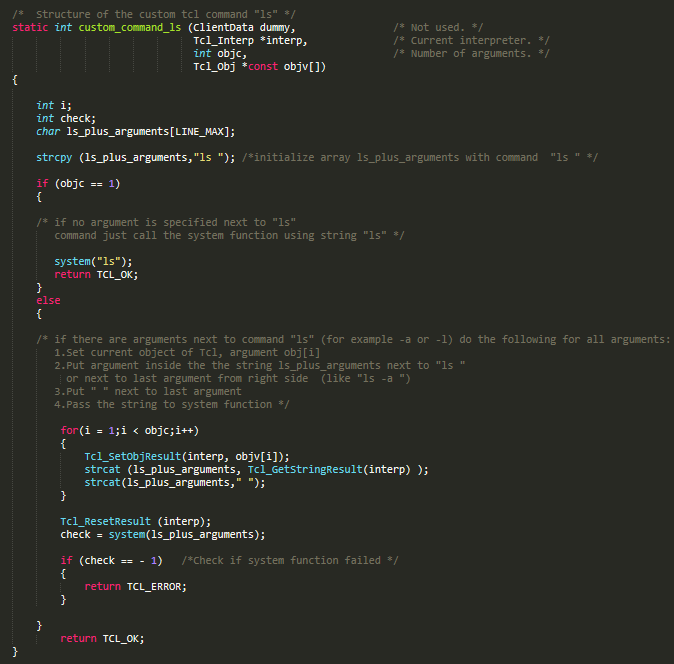 /*  Structure of the custom tcl command "ls" */
static int custom_command_ls (ClientData dummy,                /* Not used. */
                              Tcl_Interp *interp,              /* Current interpreter. */
                              int objc,                        /* Number of arguments. */
                              Tcl_Obj *const objv[])
{
    int i;
    int check;
    char ls_plus_arguments[LINE_MAX];
    strcpy (ls_plus_arguments,"ls "); /*initialize array ls_plus_arguments with command  "ls " */
    if (objc == 1)
    {
    /* if no argument is specified next to "ls"
       command just call the system function using string "ls" */
       system("ls");
       return TCL_OK;
    }
    else
    {
    /* if there are arguments next to command "ls" (for example -a or -l) do the following for all arguments:
       1.Set current object of Tcl, argument obj[i]
       2.Put argument inside the the string ls_plus_arguments next to "ls "
         or next to last argument from right side  (like "ls -a ")
       3.Put " " next to last argument
       4.Pass the string to system function */
        for(i = 1;i < objc;i++)
        {
            Tcl_SetObjResult(interp, objv[i]);
            strcat (ls_plus_arguments, Tcl_GetStringResult(interp) );
            strcat(ls_plus_arguments," ");
        }
        Tcl_ResetResult (interp);
        check = system(ls_plus_arguments);
        if (check == - 1)   /*Check if system function failed */
        {
            return TCL_ERROR;
        }
    }
        return TCL_OK;
}